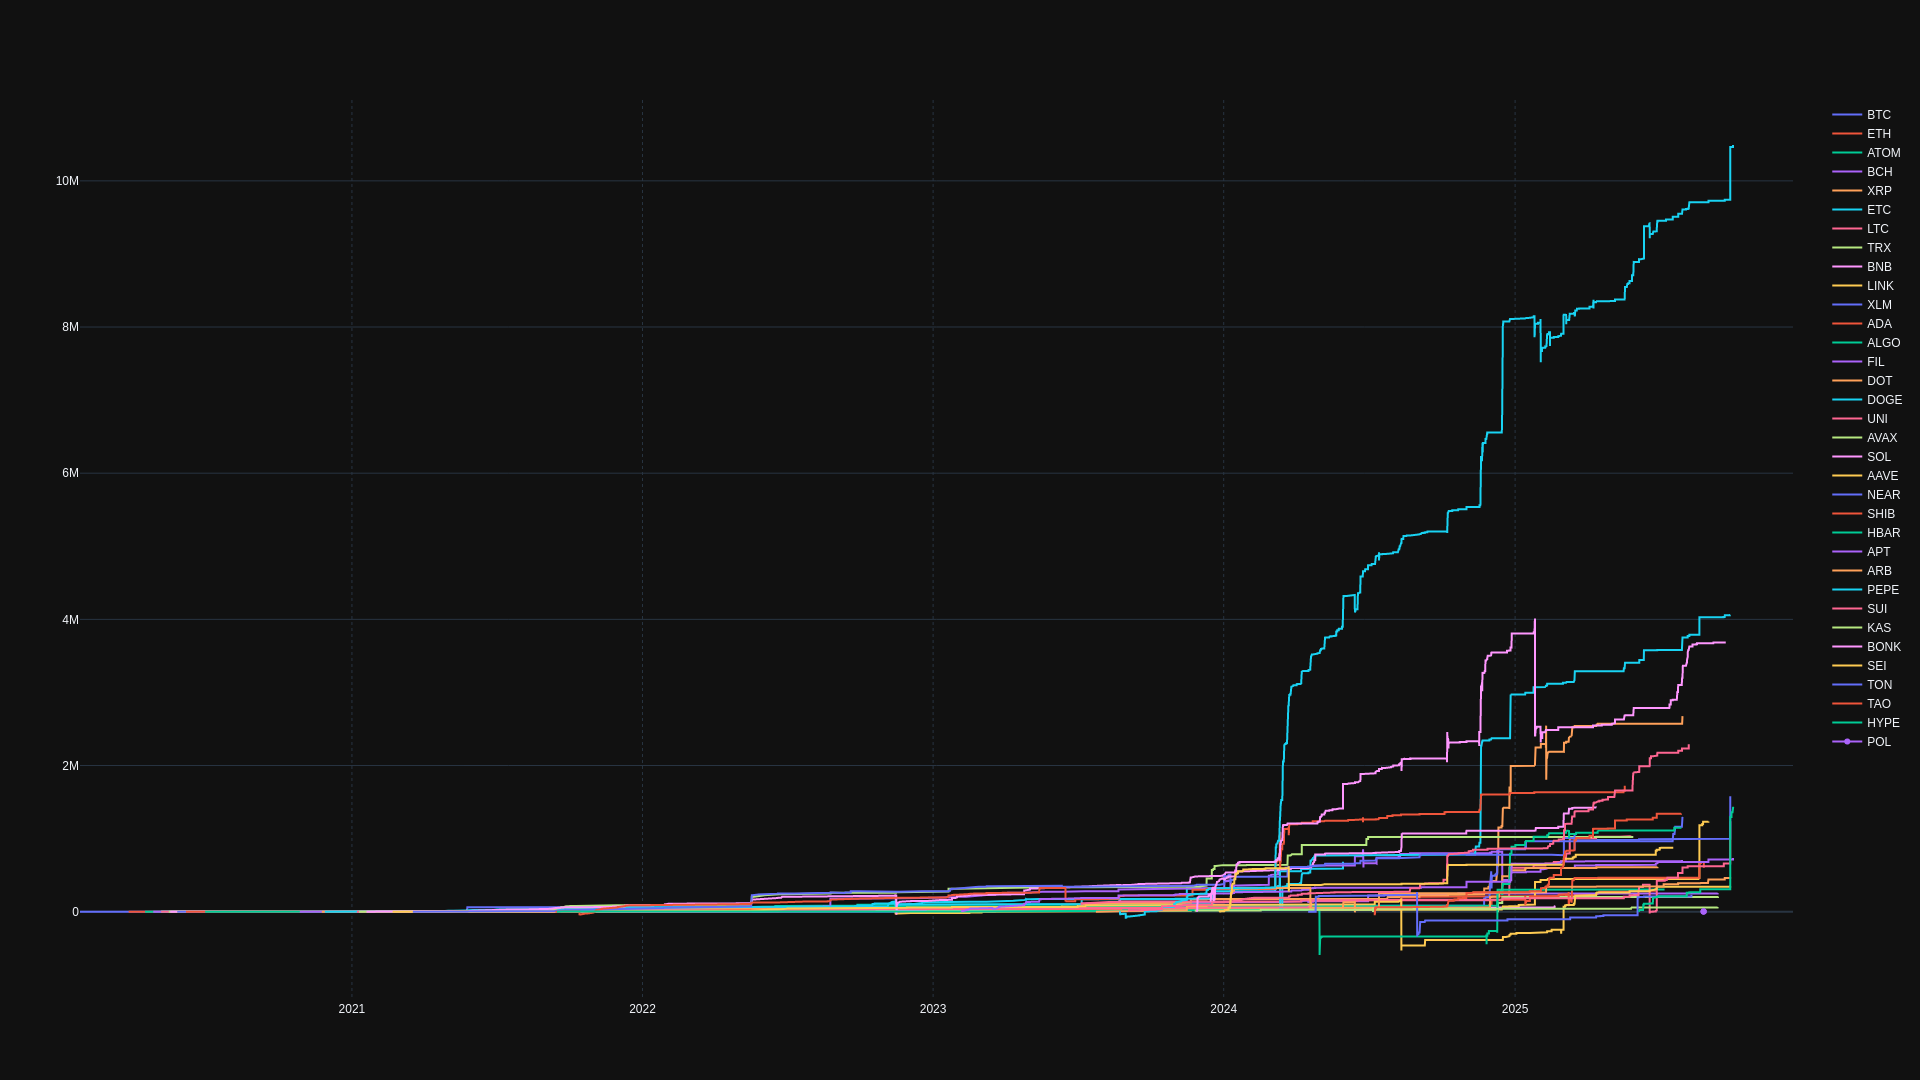 10M
8M
6M
4M
2M
0
2021
2022
2023
2024
2025
BTC
ETH
ATOM
BCH
XRP
ETC
LTC
TRX
BNB
LINK
XLM
ADA
ALGO
FIL
DOT
DOGE
UNI
AVAX
SOL
AAVE
NEAR
SHIB
HBAR
APT
ARB
PEPE
SUI
KAS
BONK
SEI
TON
TAO
HYPE
POL